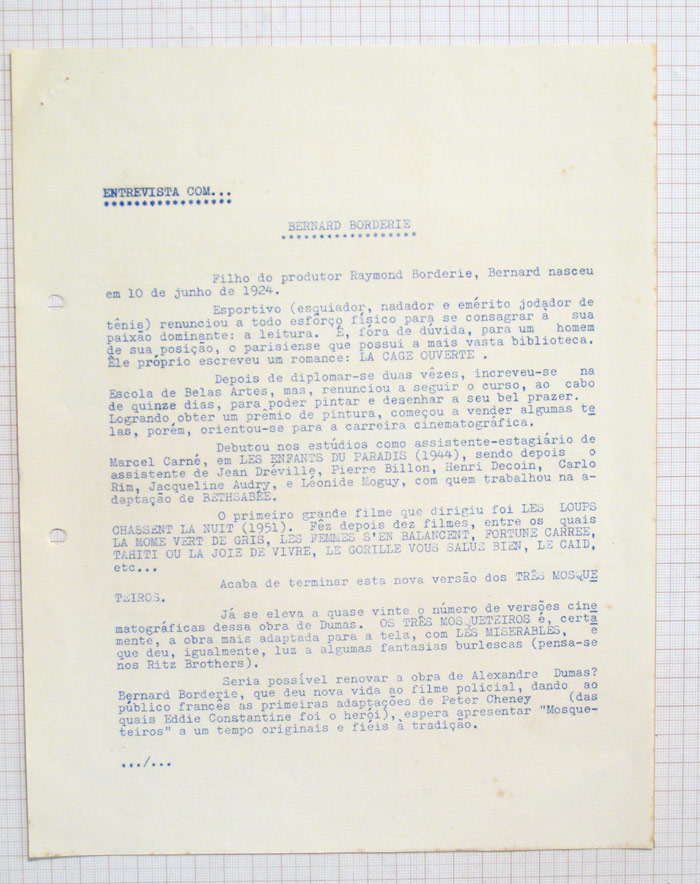 ENTREVISTA COM...
BERNARD BORDERIE
Filho do produtor Raymond Borderie, Bernard nasceu
em 10 de junho de 1924.
Esportivo (esquiador, nadador e emérito jodador de
tênis) renunciou a todo esforço físico para se consagrar à sua
paixão dominante: a leitura. É, fóra de dúvida, para um homem
de sua posição, o parisiense que possui a mais vasta biblioteca.
Êle próprio escreveu um romance: LA CAGE OUVERTE .
Depois de diplomar-se duas vêzes, increveu-se na
Escola de Belas Artes, mas, renunciou a seguir o curso, ao cabo
de quinze dias, para poder pintar e desenhar a seu bel prazer.
Logrando obter um prêmio de pintura, começou a vender algumas te
las, porém, orientou-se para a carreira cinematográfica.
Debutou nos estúdios como assistente-estagiário de
Marcel Carné, em LES ENFANTS DU PARADIS (1944), sendo depois o
assistente de Jean Dréville, Pierre Billon, Henri Decoin, Carlo
Rim, Jacqueline Audry, e Léonide Moguy, com quem trabalhou na a-
daptação de BETHSABÉE.
O primeiro grande filme que dirigiu foi LES LOUPS
CHASSENT LA NUIT (1951). Fêz depois dez filmes, entre os quais
LA MOME VERT DE GRIS, LES FEMMES S'EN BALANCENT, FORTUNE CARREE,
TAHITI OU LA JOIE DE VIVRE, LE GORILLE VOUS SALUE BIEN, LE CAID,
etc...
Acaba de terminar esta nova versão dos TRÊS MOSQUE
TEIROS.
Já se eleva a quase vinte o número de versões cine
matográficas dessa obra de Dumas. OS TRÊS MOSQUETEIROS é, certa
mente, a obra mais adaptada para a tela, com LES MISERABLES, e
que deu, igualmente, luz a algumas fantasias burlescas (pensa-se
nos Ritz Brothers).
Seria possível renovar a obra de Alexandre Dumas?
Bernard Borderie, que deu nova vida ao filme policial, dando ao
público francês as primeiras adaptações de Peter Cheney (das
quais Eddie Constantine foi o herói), espera apresentar "Mosque-
teiros" a um tempo originais e fiéis à tradição.
.../...